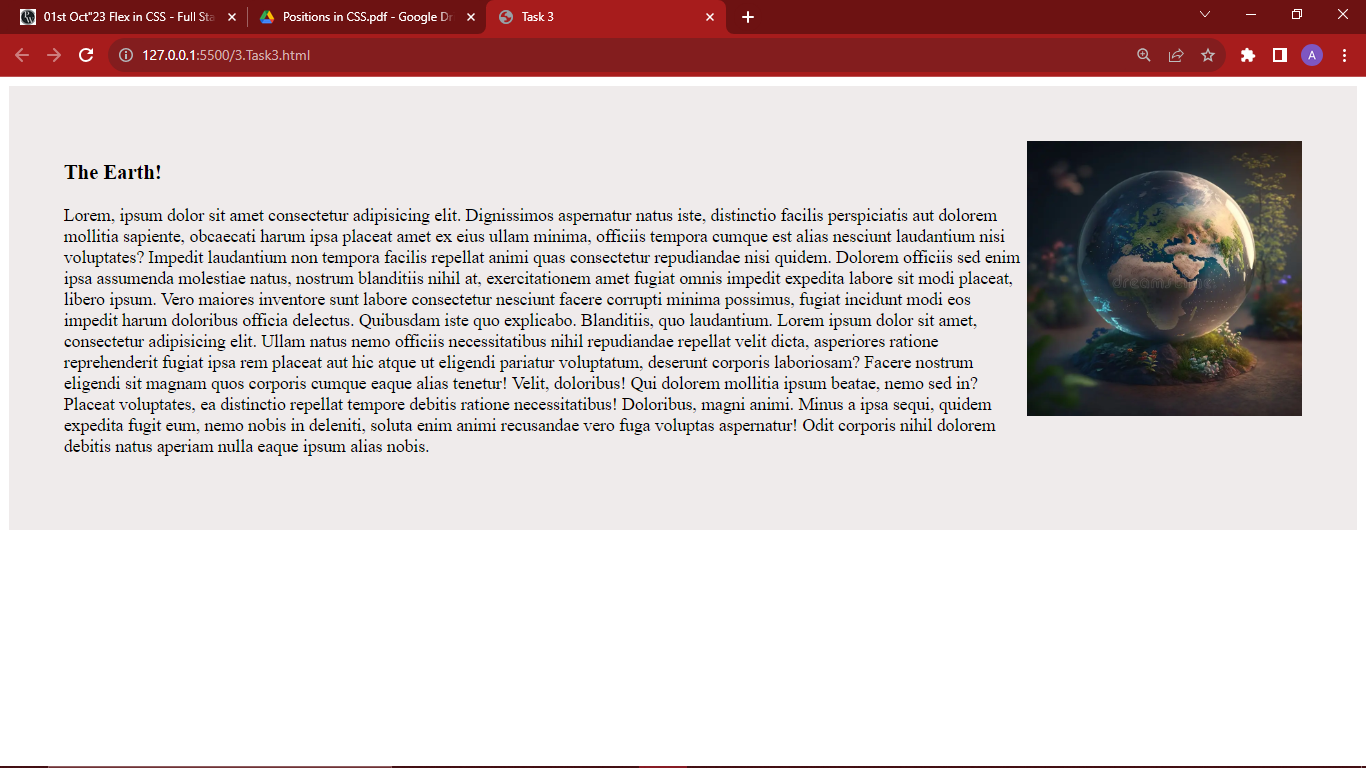 01st Oct"23 Flex in CSS - Full Sta
Positions in CSS.pdf - Google Dr
Task 3
127.0.0.1:5500/3.Task3.html
A
The Earth!
Lorem, ipsum dolor sit amet consectetur adipisicing elit. Dignissimos aspernatur natus iste, distinctio facilis perspiciatis aut dolorem
mollitia sapiente, obcaecati harum ipsa placeat amet ex eius ullam minima, officiis tempora cumque est alias nesciunt laudantium nisi
voluptates? Impedit laudantium non tempora facilis repellat animi quas consectetur repudiandae nisi quidem. Dolorem officiis sed enim
ipsa assumenda molestiae natus, nostrum blanditiis nihil at, exercitationem amet fugiat omnis impedit expedita labore sit modi placeat,
libero ipsum. Vero maiores inventore sunt labore consectetur nesciunt facere corrupti minima possimus, fugiat incidunt modi eos
impedit harum doloribus officia delectus. Quibusdam iste quo explicabo. Blanditiis, quo laudantium. Lorem ipsum dolor sit amet,
consectetur adipisicing elit. Ullam natus nemo officiis necessitatibus nihil repudiandae repellat velit dicta, asperiores ratione
reprehenderit fugiat ipsa rem placeat aut hic atque ut eligendi pariatur voluptatum, deserunt corporis laboriosam? Facere nostrum
eligendi sit magnam quos corporis cumque eaque alias tenetur! Velit, doloribus! Qui dolorem mollitia ipsum beatae, nemo sed in?
Placeat voluptates, ea distinctio repellat tempore debitis ratione necessitatibus! Doloribus, magni animi. Minus a ipsa sequi, quidem
expedita fugit eum, nemo nobis in deleniti, soluta enim animi recusandae vero fuga voluptas aspernatur! Odit corporis nihil dolorem
debitis natus aperiam nulla eaque ipsum alias nobis.